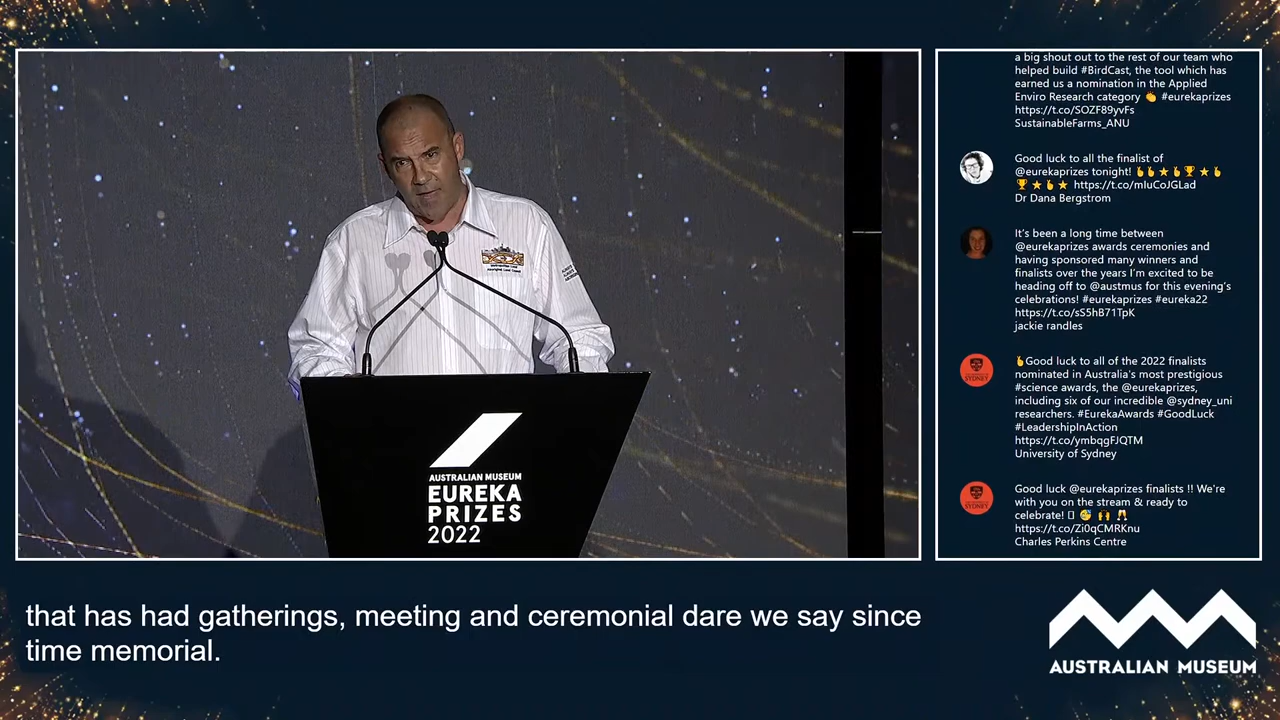 Metropolitan Local
Aboriginal Land Council
AUSTRALIAN MUSEUM
EUREKA
PRIZES
2022
a big shout out to the rest of our team who
helped build #BirdCast, the tool which has
earned us a nomination in the Applied
Enviro Research category 👏 #eurekaprizes
https://t.co/SOZF89yvFs
SustainableFarms_ANU
Good luck to all the finalist of
@eurekaprizes tonight!
https://t.co/mIuCoJGLad
Dr Dana Bergstrom
It's been a long time between
@eurekaprizes awards ceremonies and
having sponsored many winners and
finalists over the years I'm excited to be
heading off to @austmus for this evening's
celebrations! #eurekaprizes #eureka22
https://t.co/sS5hB71TpK
jackie randles
Good luck to all of the 2022 finalists
nominated in Australia's most prestigious
#science awards, the @eurekaprizes,
including six of our incredible @sydney_uni
researchers. #EurekaAwards #GoodLuck
#LeadershipInAction
https://t.co/ymbqgFJQTM
University of Sydney
SYDNEY
Good luck @eurekaprizes finalists !! We're
with you on the stream & ready to
celebrate!
https://t.co/Zi0qCMRKnu
Charles Perkins Centre
SYDNEY
that has had gatherings, meeting and ceremonial dare we say since
time memorial.
AUSTRALIAN MUSEUM